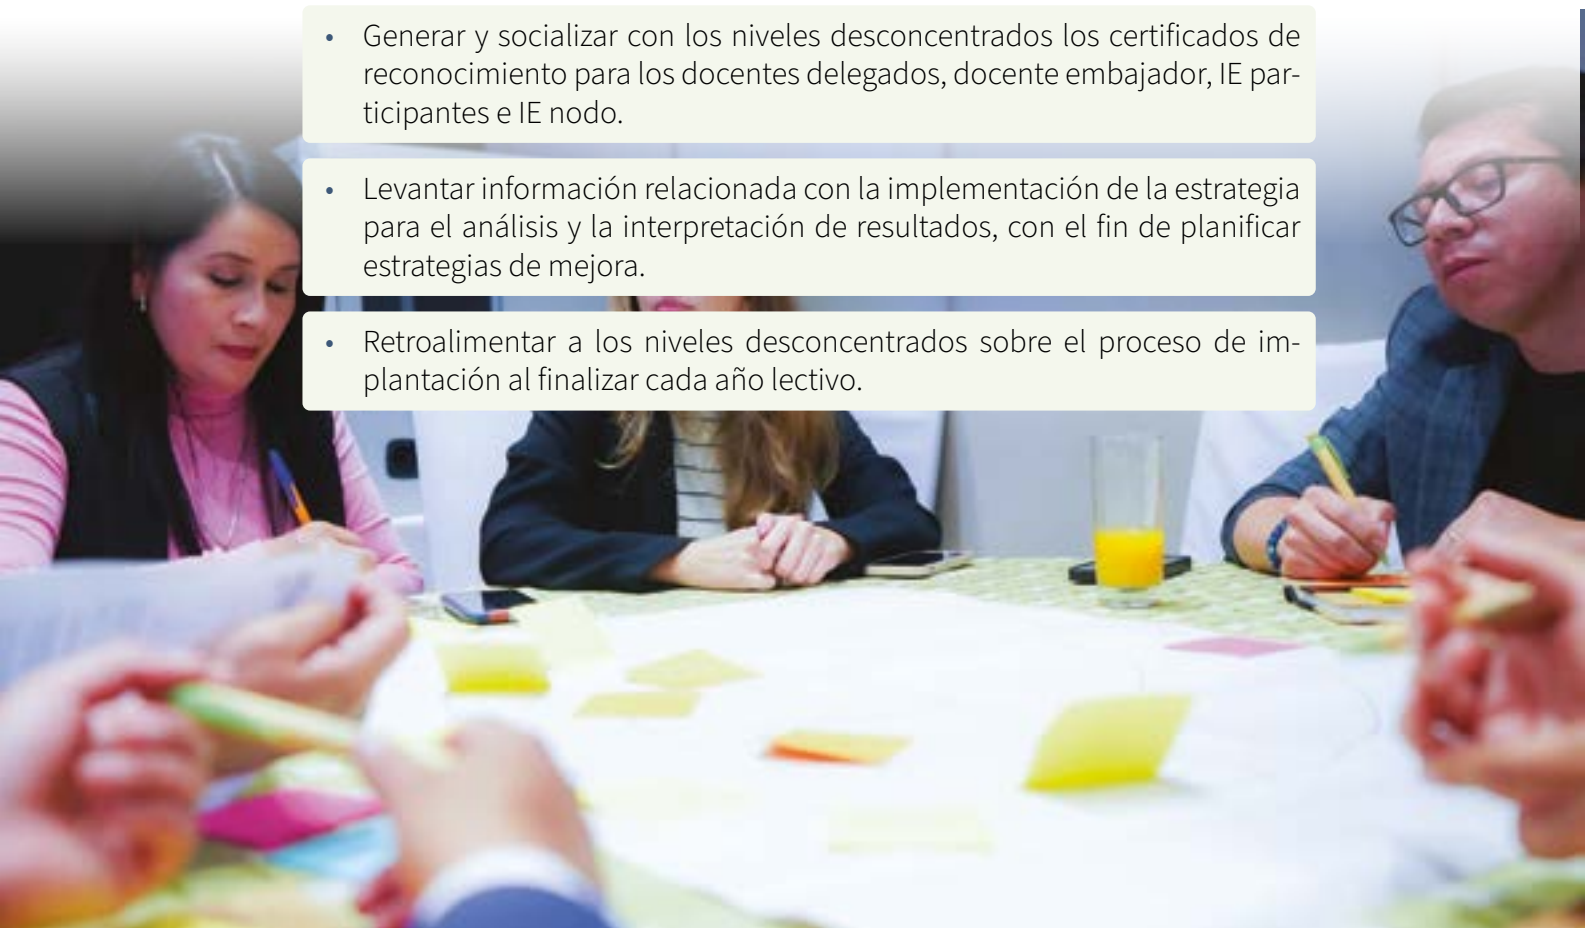 • Generar y socializar con los niveles desconcentrados los certificados de
reconocimiento para los docentes delegados, docente embajador, IE par-
ticipantes e IE nodo.
• Levantar información relacionada con la implementación de la estrategia
para el análisis y la interpretación de resultados, con el fin de planificar
estrategias de mejora.
• Retroalimentar a los niveles desconcentrados sobre el proceso de im-
plantación al finalizar cada año lectivo.